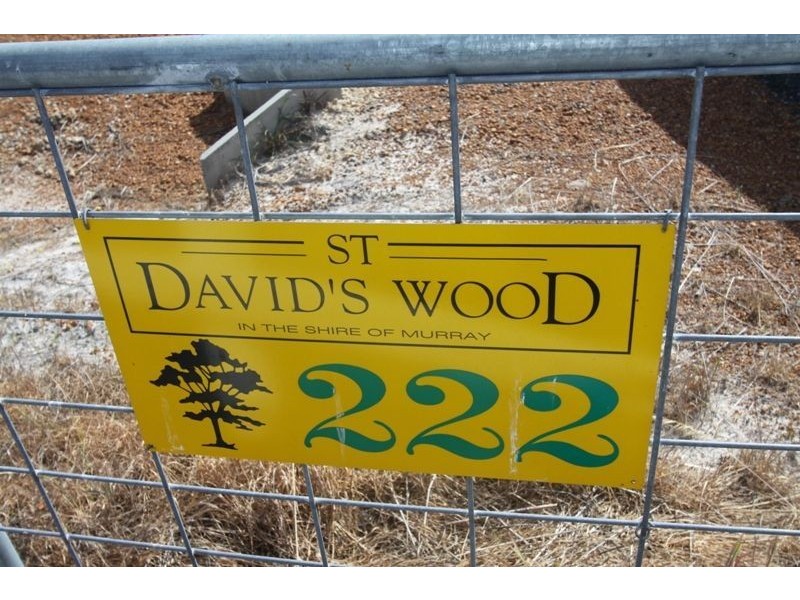 ST
DAVID'S WOOD
IN THE SHIRE OF MURRAY
222